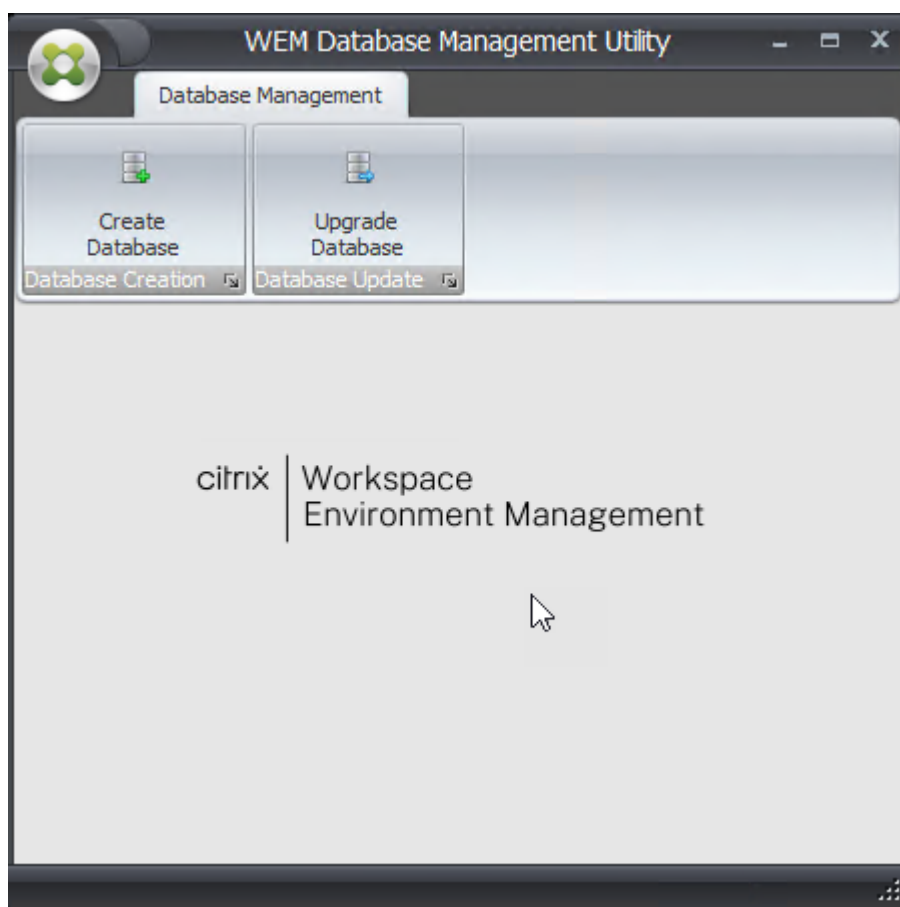 WEM Database Management Utility
Database Management
Create
Database
Upgrade
Database
Database Creation
Database Update
citrix
Workspace
Environment Management